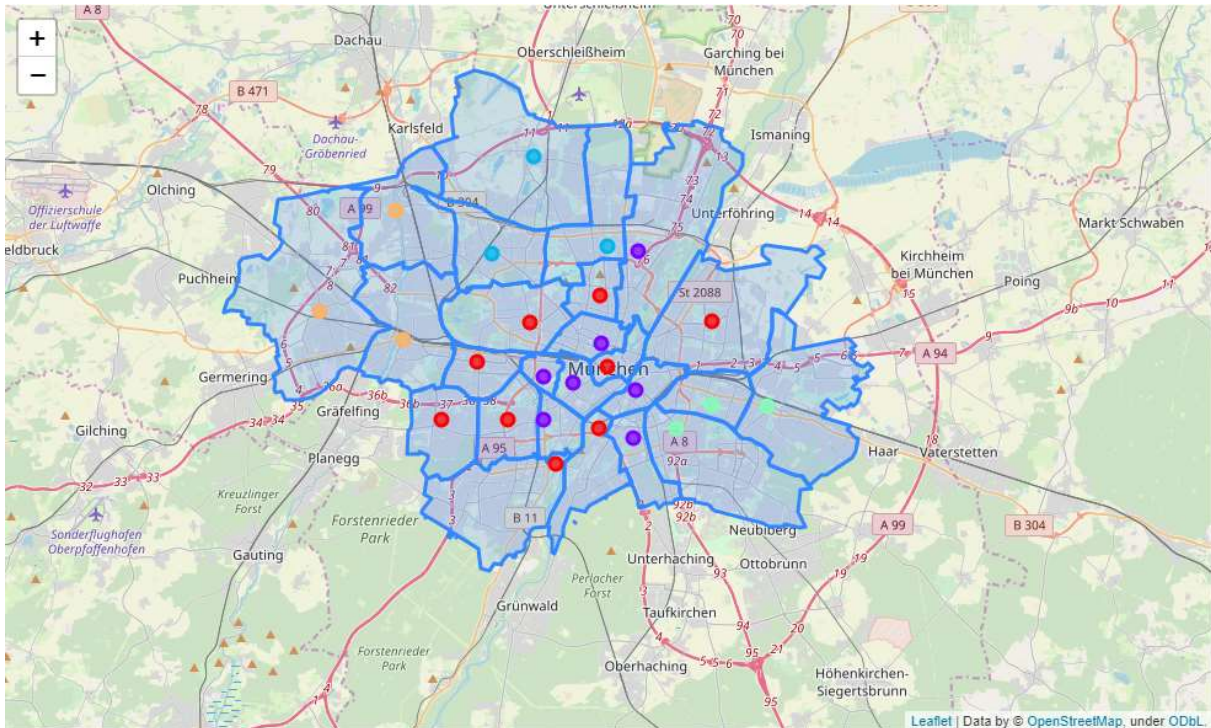 +
−
A 8
B 471
Dachau
Oberschleißheim
Garching bei
München
Karlsfeld
Dachau-
Gröbenried
Ismaning
Olching
Offizierschule
der Luftwaffe
A 99
B 304
Unterföhring
Markt Schwaben
Kirchheim
bei München
Poing
Puchheim
St 2088
Germering
München
A 94
Gräfelfing
Gilching
Planegg
A 95
A 8
Haar
Vaterstetten
Kreuzlinger
Forst
Forstenrieder
Park
B 11
Neubiberg
A 99
B 304
Sonderflughafen
Oberpfaffenhofen
Gauting
Unterhaching
Ottobrunn
Perlacher
Forst
Grünwald
Taufkirchen
Forstenrieder
Park
Oberhaching
Höhenkirchen-
Siegertsbrunn
Leaflet | Data by © OpenStreetMap, under ODbL.